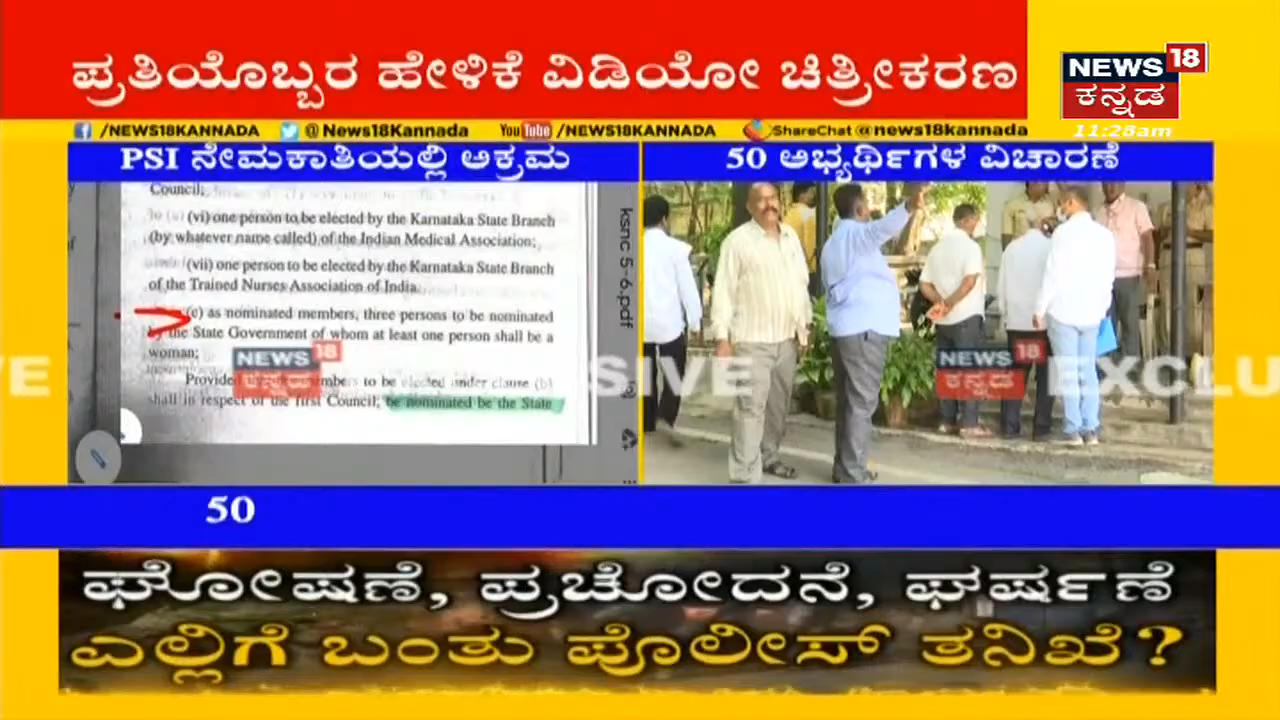 ಪ್ರತಿಯೊಬ್ಬರ ಹೇಳಿಕೆ ವಿಡಿಯೋ ಚಿತ್ರೀಕರಣ
NEWS 18
ಕನ್ನಡ
11:28am
/NEWS18KANNADA @News18Kannada YouTube /NEWS18KANNADA ShareChat @news18kannada
PSI ನೇಮಕಾತಿಯಲ್ಲಿ ಅಕ್ರಮ
50 ಅಭ್ಯರ್ಥಿಗಳ ವಿಚಾರಣೆ
Council;
(vi) one person to be elected by the Karnataka State Branch
(by whatever name called) of the Indian Medical Association;
(vii) one person to be elected by the Karnataka State Branch
of the Trained Nurses Association of India.
(c) as nominated members, three persons to be nominated
by the State Government of whom at least one person shall be a
woman;
to be elected under clause (b)
shall in respect of the first Council, be nominated be the State
ksnc 5-6.pdf
NEWS 18
ಕನ್ನಡ
NEWS 18
ಕನ್ನಡ
VE
SIVE
EXCLU
50
ಘೋಷಣೆ, ಪ್ರಚೋದನೆ, ಘರ್ಷಣೆ
ಎಲ್ಲಿಗೆ ಬಂತು ಪೊಲೀಸ್ ತನಿಖೆ?